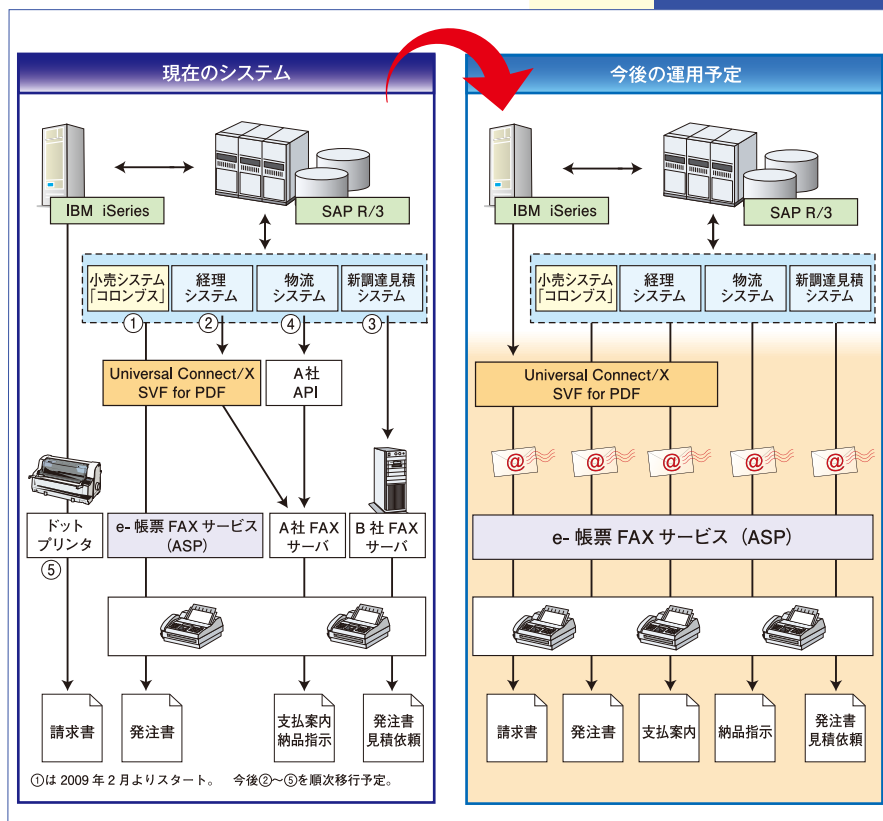 現在のシステム
IBM iSeries
SAP R/3
小売システム
「コロンブス」
経理
システム
物流
システム
新調達見積
システム
①
②
④
③
Universal Connect/X
SVF for PDF
A社
API
ドット
プリンタ
⑤
e- 帳票 FAX サービス
(ASP)
A社 FAX
サーバ
B 社 FAX
サーバ
請求書
発注書
支払案内
納品指示
発注書
見積依頼
①は 2009 年 2 月よりスタート。 今後②〜⑤を順次移行予定。
今後の運用予定
IBM iSeries
SAP R/3
小売システム
「コロンブス」
経理
システム
物流
システム
新調達見積
システム
Universal Connect/X
SVF for PDF
@
@
@
@
@
e- 帳票 FAX サービス (ASP)
請求書
発注書
支払案内
納品指示
発注書
見積依頼